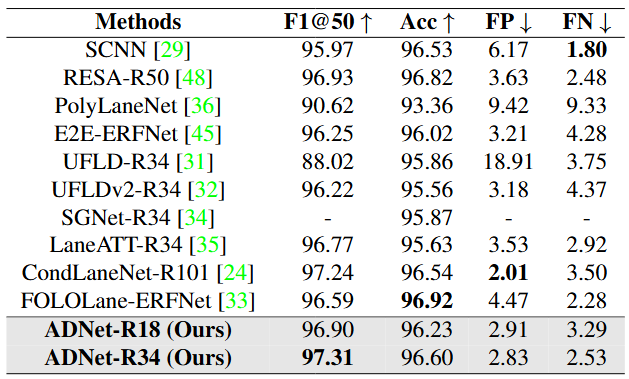 Methods F1@50 ↑ Acc ↑ FP ↓ FN ↓
SCNN [29] 95.97 96.53 6.17 1.80
RESA-R50 [48] 96.93 96.82 3.63 2.48
PolyLaneNet [36] 90.62 93.36 9.42 9.33
E2E-ERFNet [45] 96.25 96.02 3.21 4.28
UFLD-R34 [31] 88.02 95.86 18.91 3.75
UFLDv2-R34 [32] 96.22 95.56 3.18 4.37
SGNet-R34 [34] - 95.87 - -
LaneATT-R34 [35] 96.77 95.63 3.53 2.92
CondLaneNet-R101 [24] 97.24 96.54 2.01 3.50
FOLOLane-ERFNet [33] 96.59 96.92 4.47 2.28
ADNet-R18 (Ours) 96.90 96.23 2.91 3.29
ADNet-R34 (Ours) 97.31 96.60 2.83 2.53